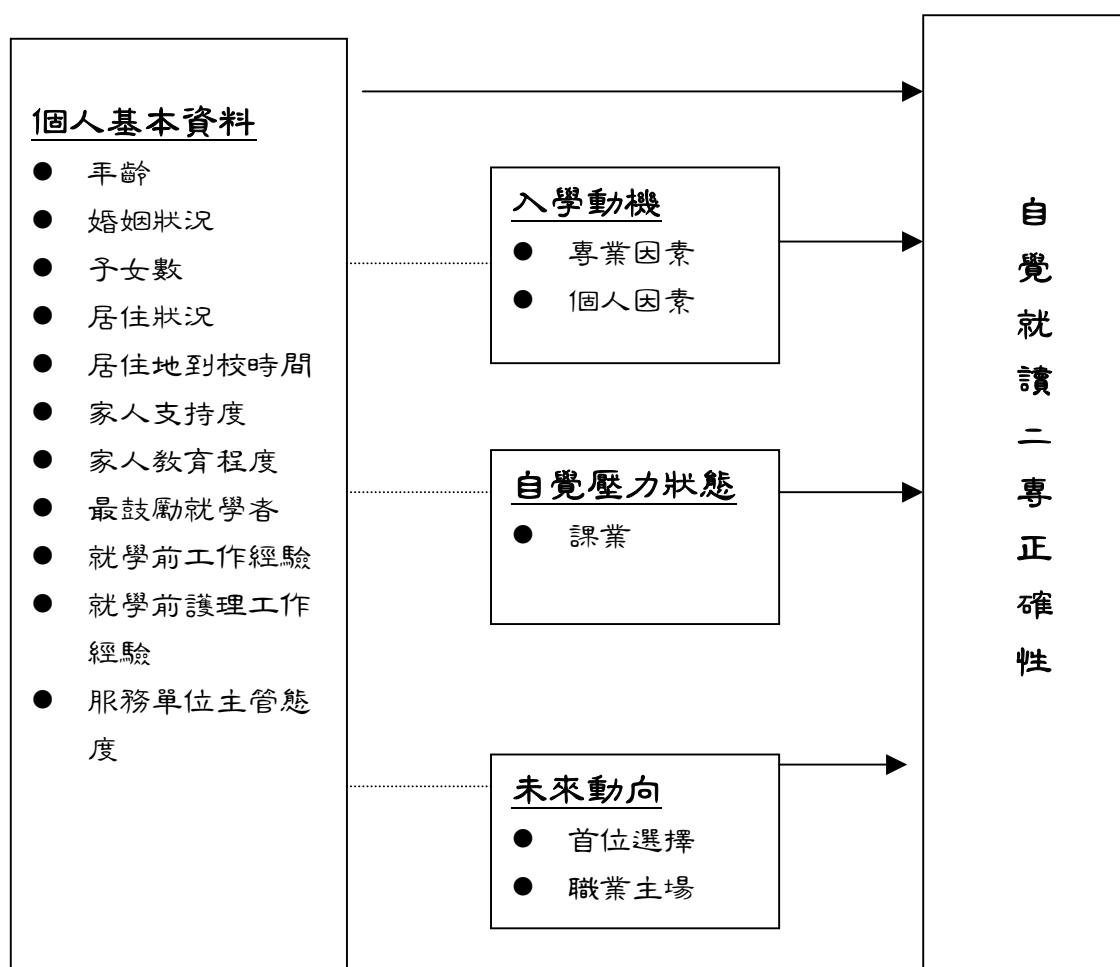 個人基本資料
● 年齡
● 婚姻狀況
● 子女數
● 居住狀況
● 居住地到校時間
● 家人支持度
● 家人教育程度
● 最鼓勵就學者
● 就學前工作經驗
● 就學前護理工作
經驗
● 服務單位主管態
度
入學動機
● 專業因素
● 個人因素
自覺壓力狀態
● 課業
未來動向
● 首位選擇
● 職業主場
自覺就讀二專正確性